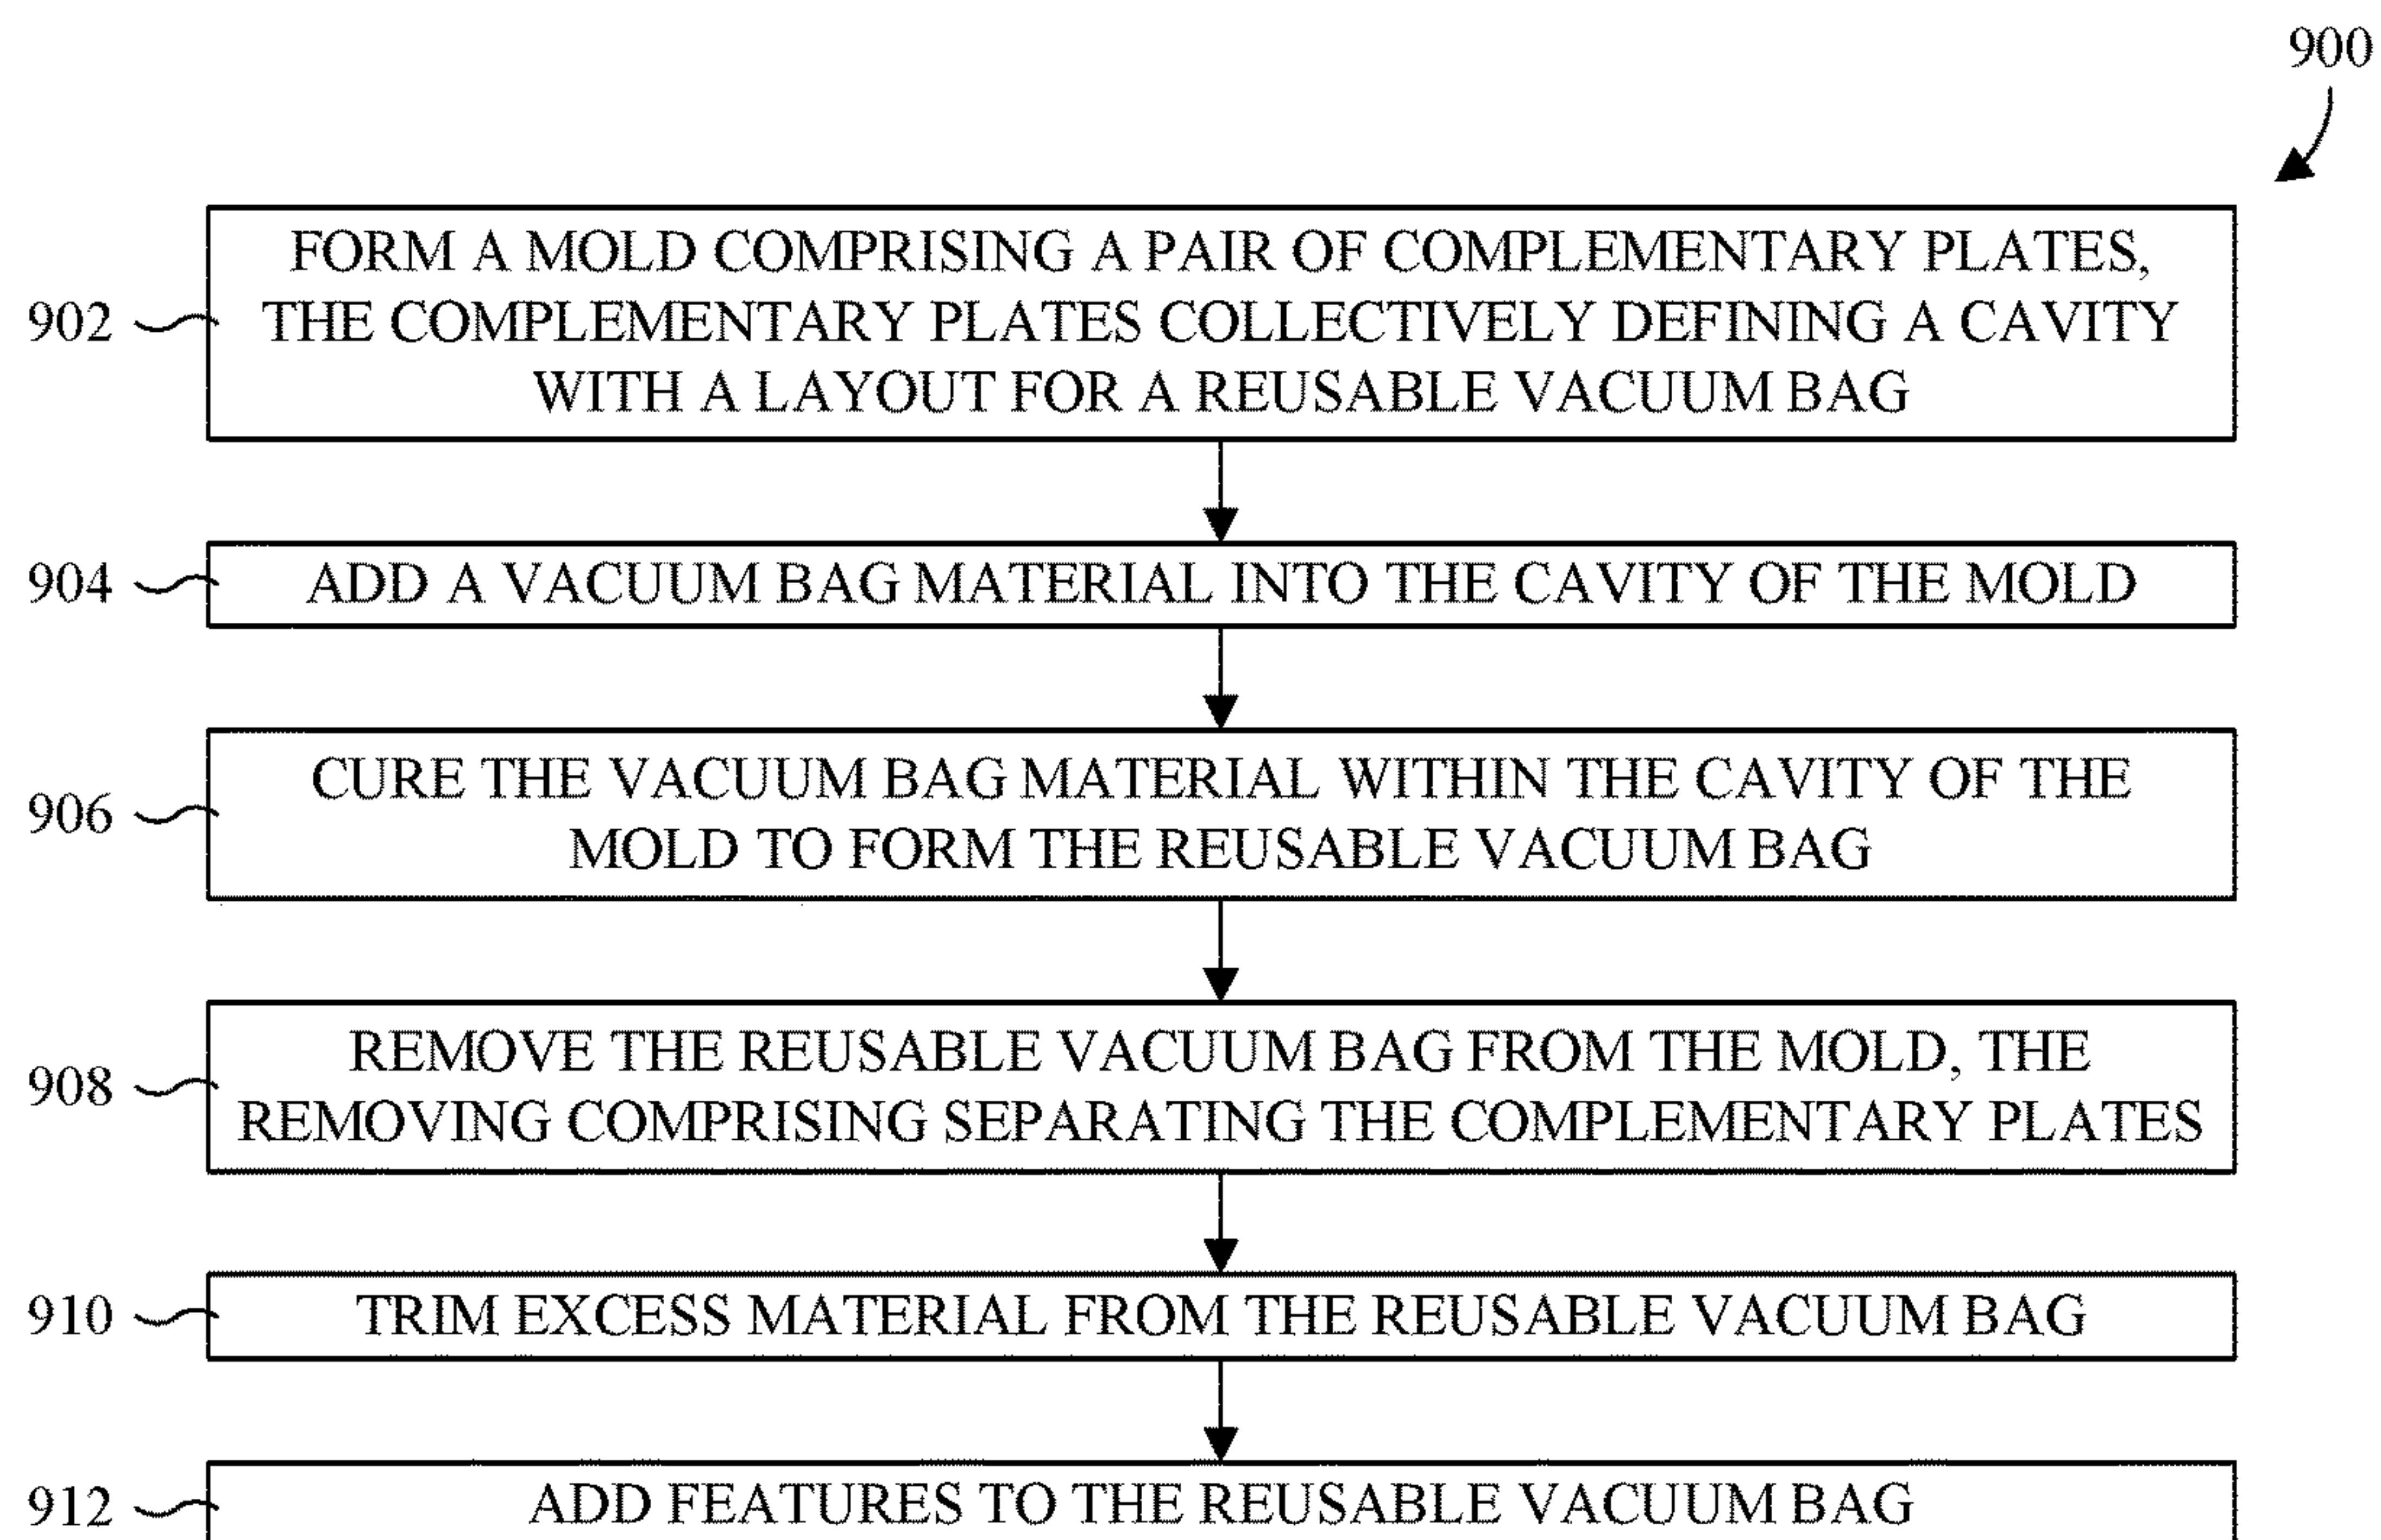 900
FORM A MOLD COMPRISING A PAIR OF COMPLEMENTARY PLATES,
THE COMPLEMENTARY PLATES COLLECTIVELY DEFINING A CAVITY
WITH A LAYOUT FOR A REUSABLE VACUUM BAG
902
904
ADD A VACUUM BAG MATERIAL INTO THE CAVITY OF THE MOLD
CURE THE VACUUM BAG MATERIAL WITHIN THE CAVITY OF THE
MOLD TO FORM THE REUSABLE VACUUM BAG
906
REMOVE THE REUSABLE VACUUM BAG FROM THE MOLD, THE
REMOVING COMPRISING SEPARATING THE COMPLEMENTARY PLATES
908
910
TRIM EXCESS MATERIAL FROM THE REUSABLE VACUUM BAG
912
ADD FEATURES TO THE REUSABLE VACUUM BAG